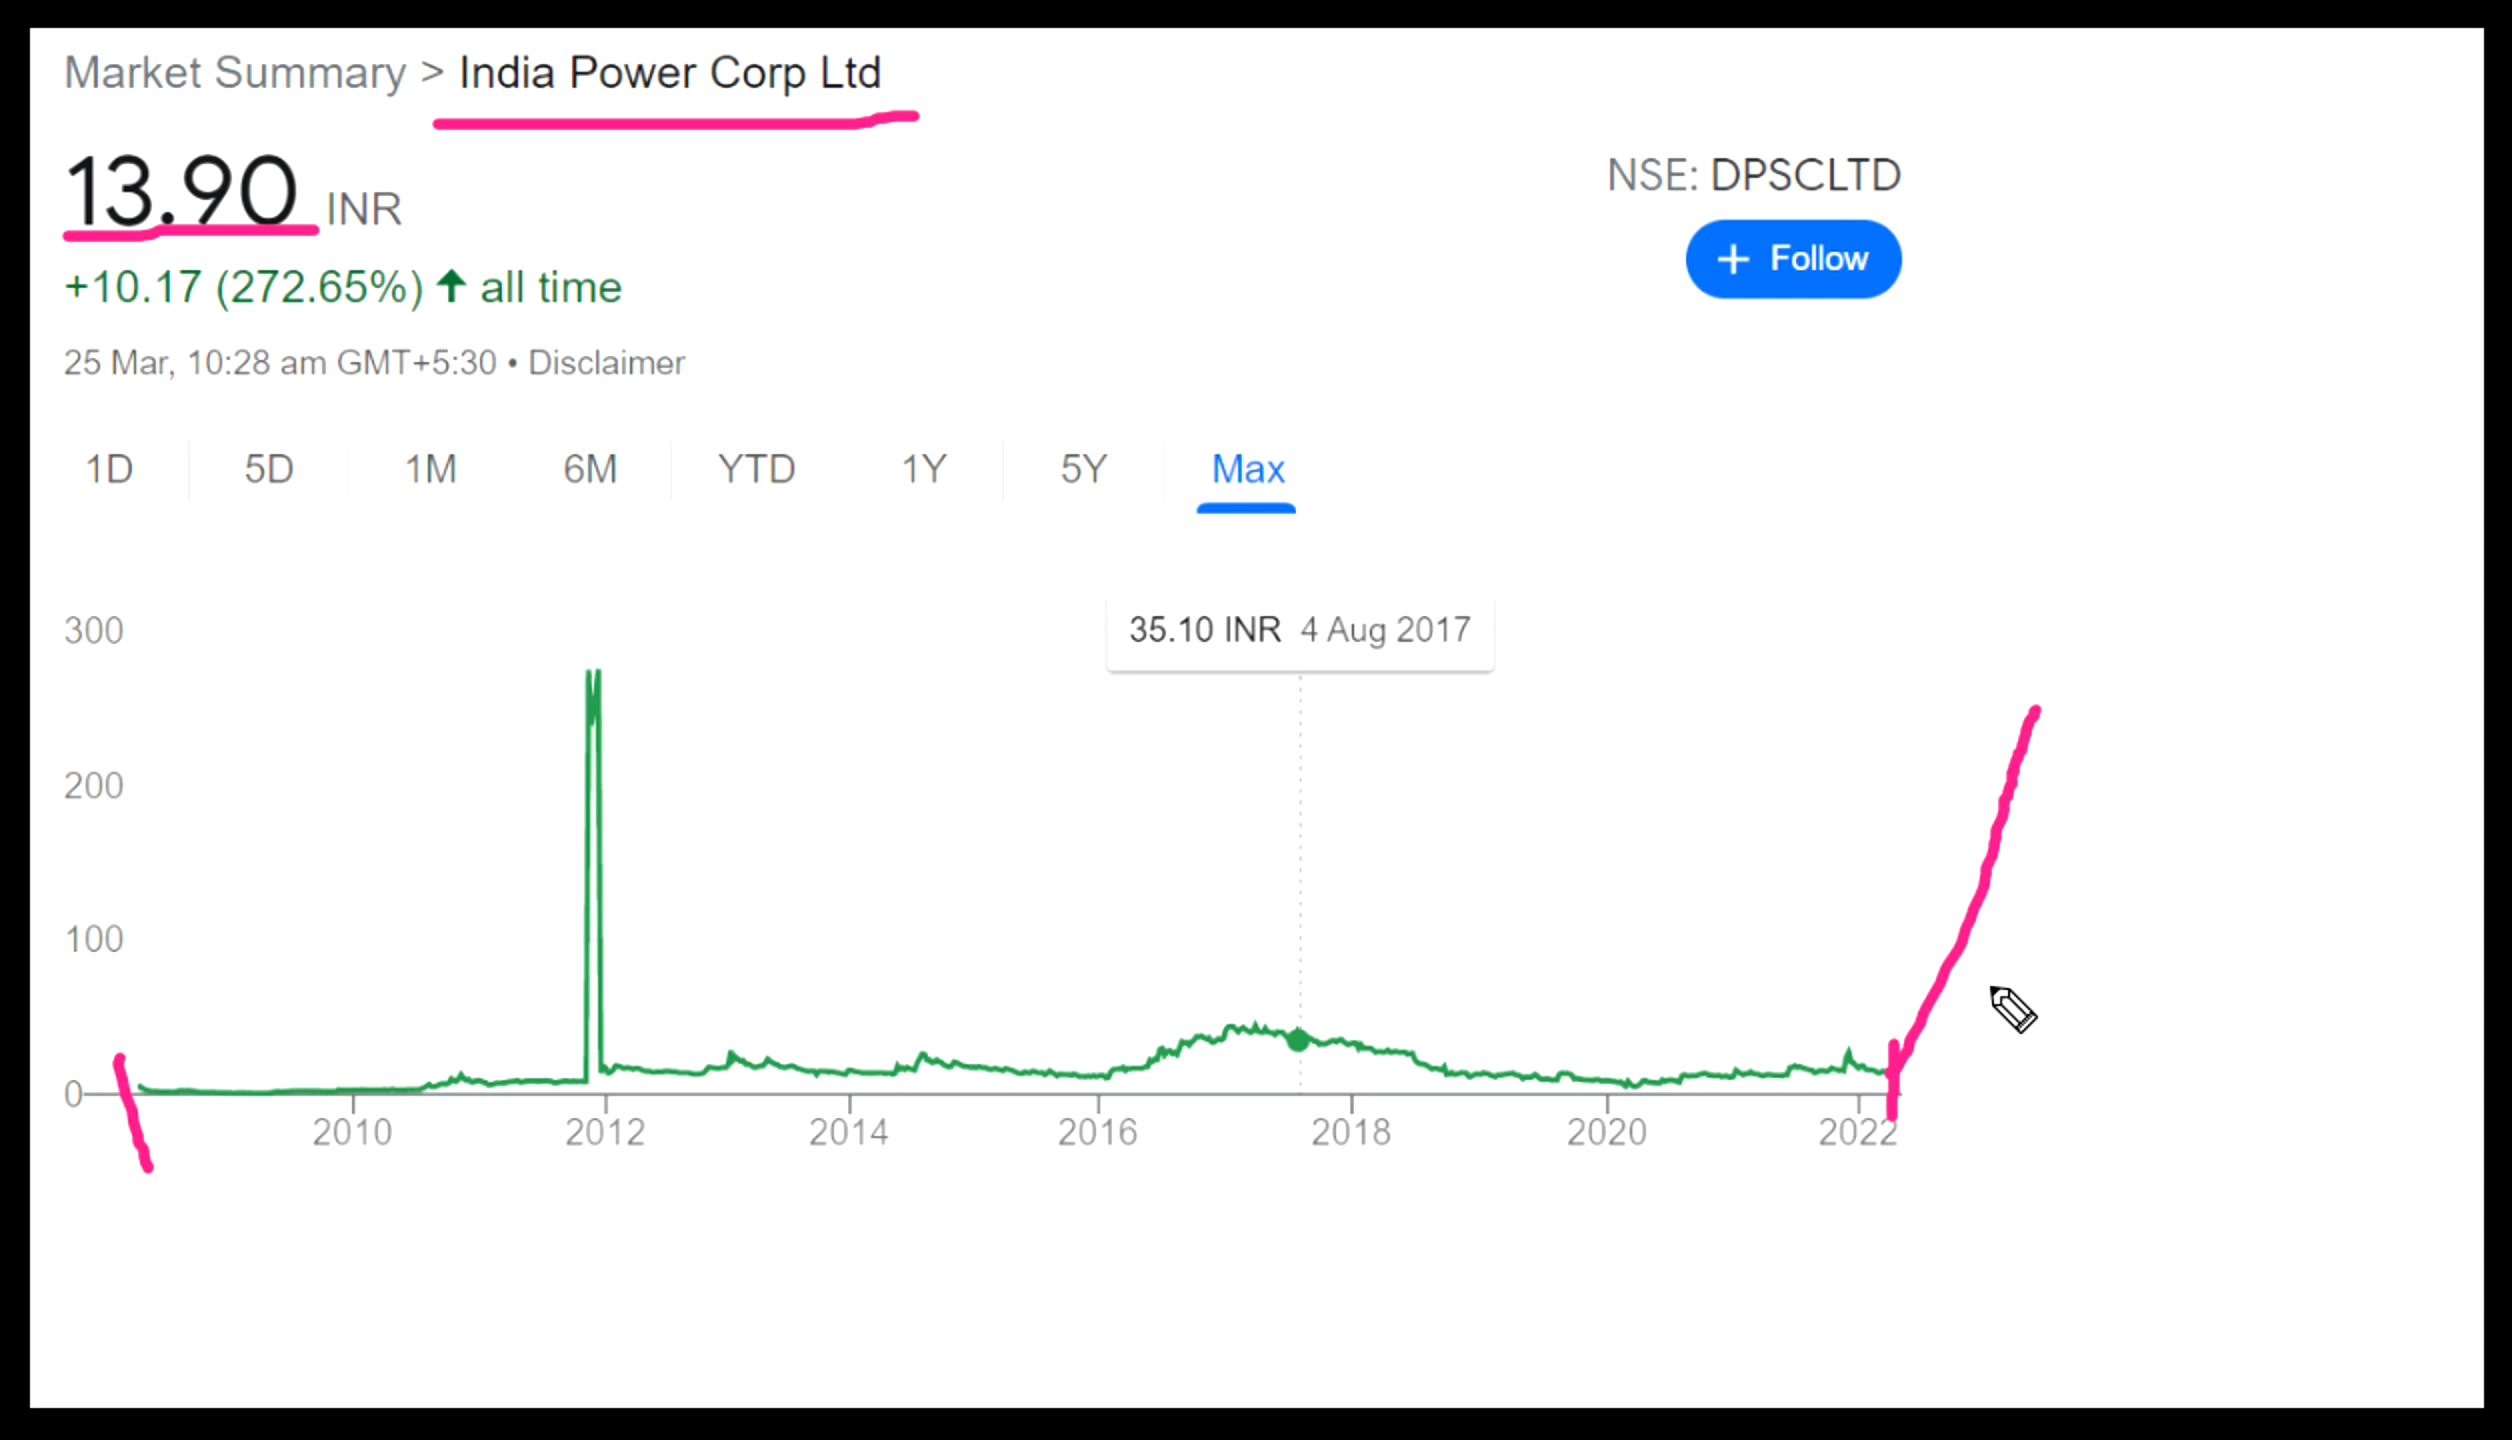 Market Summary > India Power Corp Ltd
13.90 INR
NSE: DPSCLTD
+ Follow
+10.17 (272.65%) ↑ all time
25 Mar, 10:28 am GMT+5:30 • Disclaimer
1D 5D 1M 6M YTD 1Y 5Y Max
35.10 INR 4 Aug 2017
300
200
100
0
2010 2012 2014 2016 2018 2020 2022